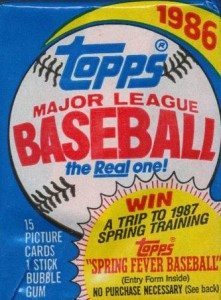 1986
Topps®
MAJOR LEAGUE
BASEBALL
the Real one!
15
PICTURE
CARDS
1 STICK
BUBBLE
GUM
WIN
A TRIP TO 1987
SPRING TRAINING
Topps
"SPRING FEVER BASEBALL"
(Entry Form Inside)
NO PURCHASE NECESSARY (See back